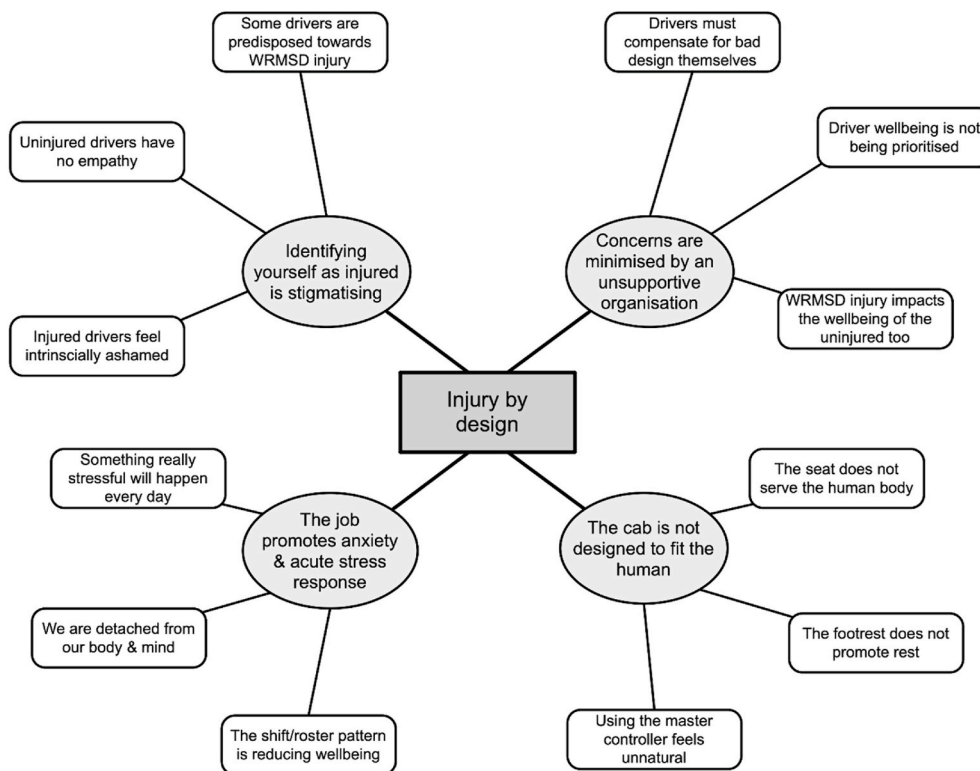 Some drivers are
predisposed towards
WRMSD injury
Drivers must
compensate for bad
design themselves
Uninjured drivers have
no empathy
Driver wellbeing is not
being prioritised
Identifying
yourself as injured
is stigmatising
Concerns are
minimised by an
unsupportive
organisation
Injured drivers feel
intrinscially ashamed
WRMSD injury impacts
the wellbeing of the
uninjured too
Injury by
design
Something really
stressful will happen
every day
The seat does not
serve the human body
The job
promotes anxiety
& acute stress
response
The cab is not
designed to fit the
human
We are detached from
our body & mind
The footrest does not
promote rest
The shift/roster pattern
is reducing wellbeing
Using the master
controller feels
unnatural